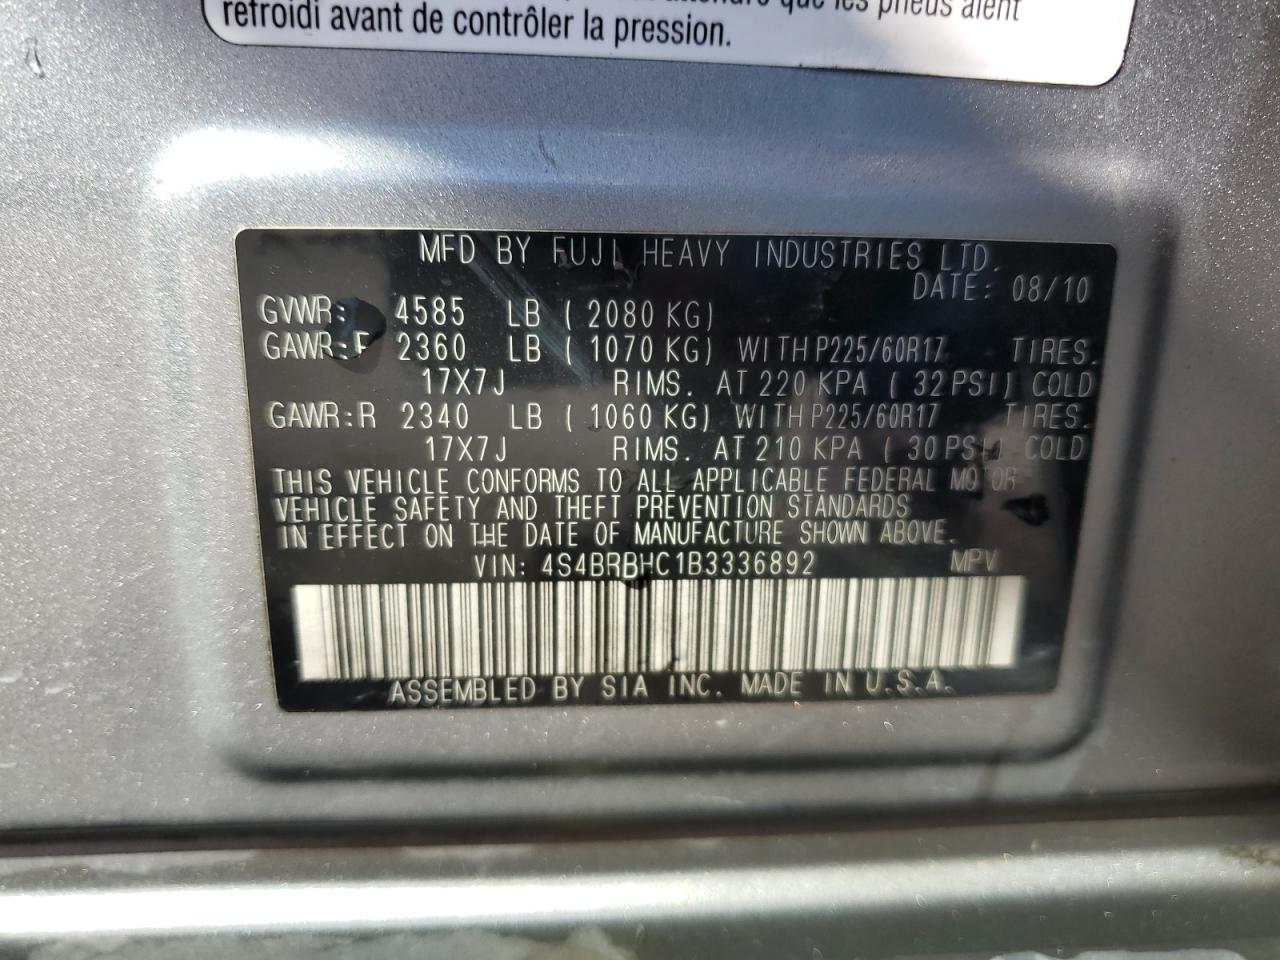 que les pneus aient
refroidi avant de contrôler la pression.
MFD BY FUJI HEAVY INDUSTRIES LTD.
DATE: 08/10
GVWR: 4585 LB ( 2080 KG)
GAWR:F 2360 LB ( 1070 KG) WITH P225/60R17 TIRES.
17X7J RIMS. AT 220 KPA ( 32 PSI) COLD
GAWR:R 2340 LB ( 1060 KG) WITH P225/60R17 TIRES.
17X7J RIMS. AT 210 KPA ( 30 PSI) COLD
THIS VEHICLE CONFORMS TO ALL APPLICABLE FEDERAL MOTOR
VEHICLE SAFETY AND THEFT PREVENTION STANDARDS
IN EFFECT ON THE DATE OF MANUFACTURE SHOWN ABOVE.
VIN: 4S4BRBHC1B3336892 MPV
ASSEMBLED BY SIA INC. MADE IN U.S.A.